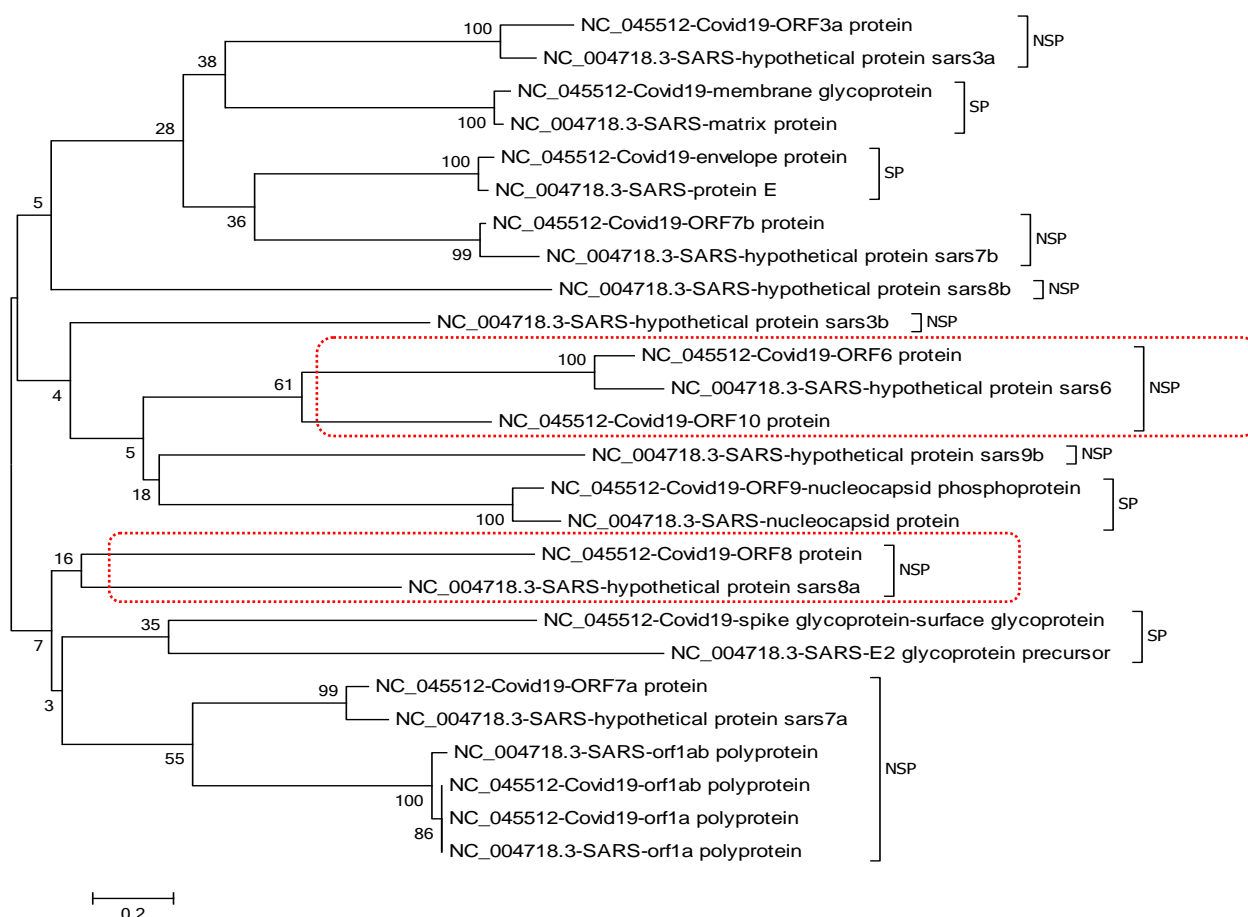 100
NC_045512-Covid19-ORF3a protein
NC_004718.3-SARS-hypothetical protein sars3a
NSP
38
NC_045512-Covid19-membrane glycoprotein
100
NC_004718.3-SARS-matrix protein
SP
28
100
NC_045512-Covid19-envelope protein
NC_004718.3-SARS-protein E
SP
5
36
NC_045512-Covid19-ORF7b protein
99
NC_004718.3-SARS-hypothetical protein sars7b
NSP
NC_004718.3-SARS-hypothetical protein sars8b
NSP
NC_004718.3-SARS-hypothetical protein sars3b
NSP
4
61
100
NC_045512-Covid19-ORF6 protein
NC_004718.3-SARS-hypothetical protein sars6
NC_045512-Covid19-ORF10 protein
NSP
5
NC_004718.3-SARS-hypothetical protein sars9b
NSP
18
NC_045512-Covid19-ORF9-nucleocapsid phosphoprotein
100
NC_004718.3-SARS-nucleocapsid protein
SP
16
NC_045512-Covid19-ORF8 protein
NC_004718.3-SARS-hypothetical protein sars8a
NSP
7
35
NC_045512-Covid19-spike glycoprotein-surface glycoprotein
NC_004718.3-SARS-E2 glycoprotein precursor
SP
3
99
NC_045512-Covid19-ORF7a protein
NC_004718.3-SARS-hypothetical protein sars7a
55
NC_004718.3-SARS-orf1ab polyprotein
100
NC_045512-Covid19-orf1ab polyprotein
NC_045512-Covid19-orf1a polyprotein
86
NC_004718.3-SARS-orf1a polyprotein
NSP
0.2